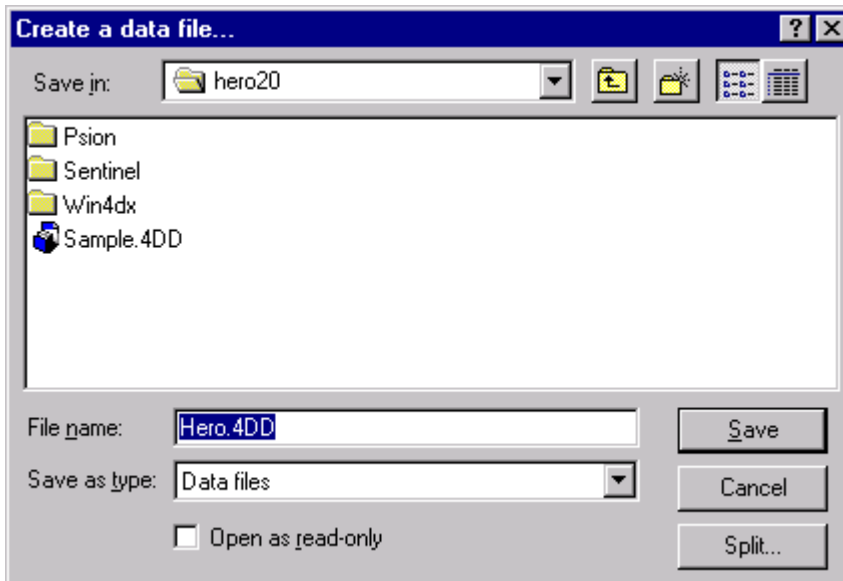 Create a data file...
Save in: hero20
Psion
Sentinel
Win4dx
Sample.4DD
File name: Hero.4DD Save
Save as type: Data files Cancel
Open as read-only Split...